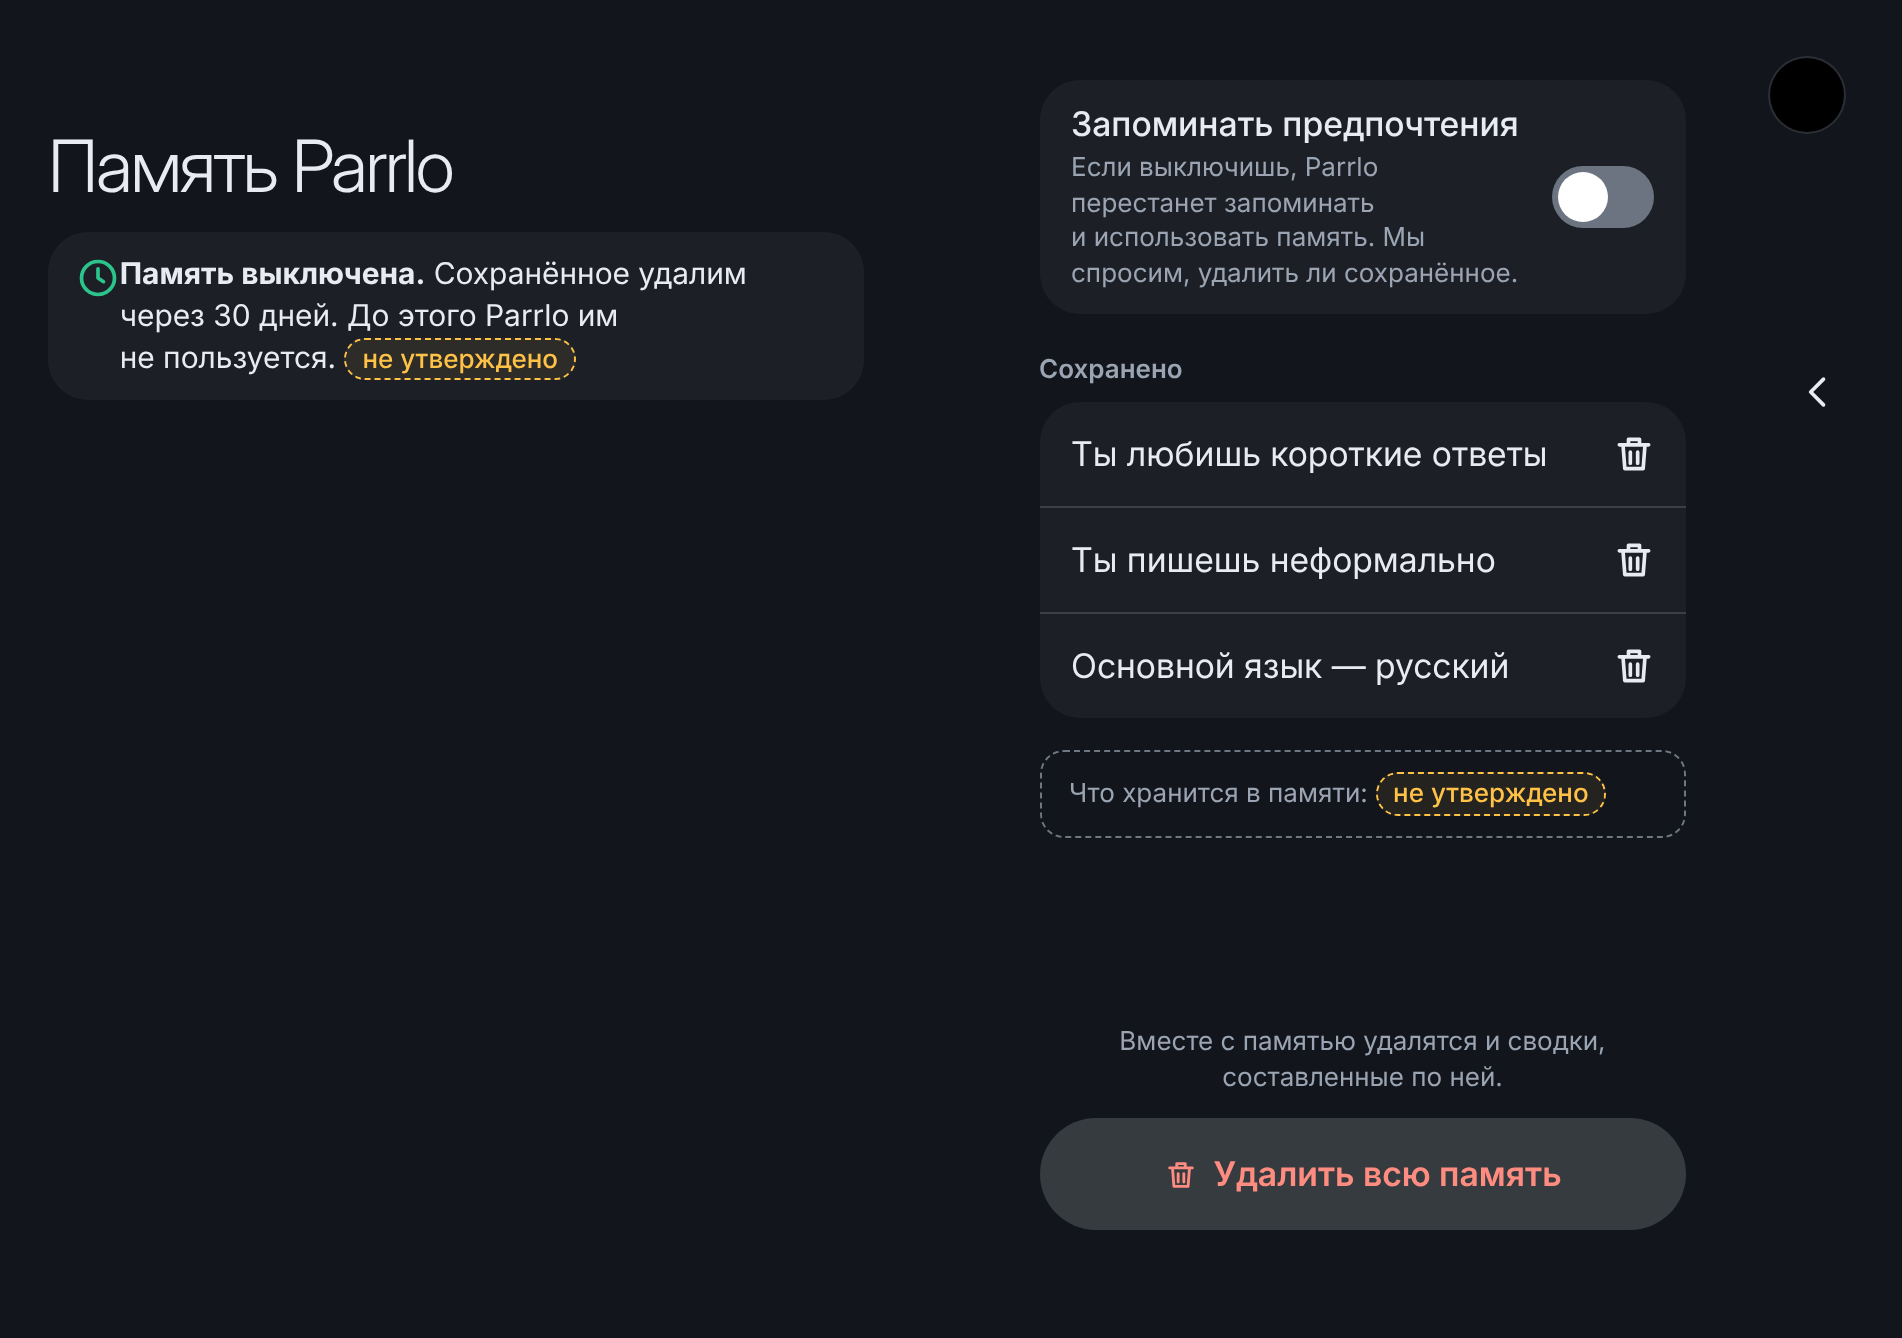 Память Parrlo
Память выключена. Сохранённое удалим
через 30 дней. До этого Parrlo им
не пользуется. не утверждено
Запоминать предпочтения
Если выключишь, Parrlo
перестанет запоминать
и использовать память. Мы
спросим, удалить ли сохранённое.
Сохранено
Ты любишь короткие ответы
Ты пишешь неформально
Основной язык — русский
Что хранится в памяти: не утверждено
Вместе с памятью удалятся и сводки,
составленные по ней.
Удалить всю память